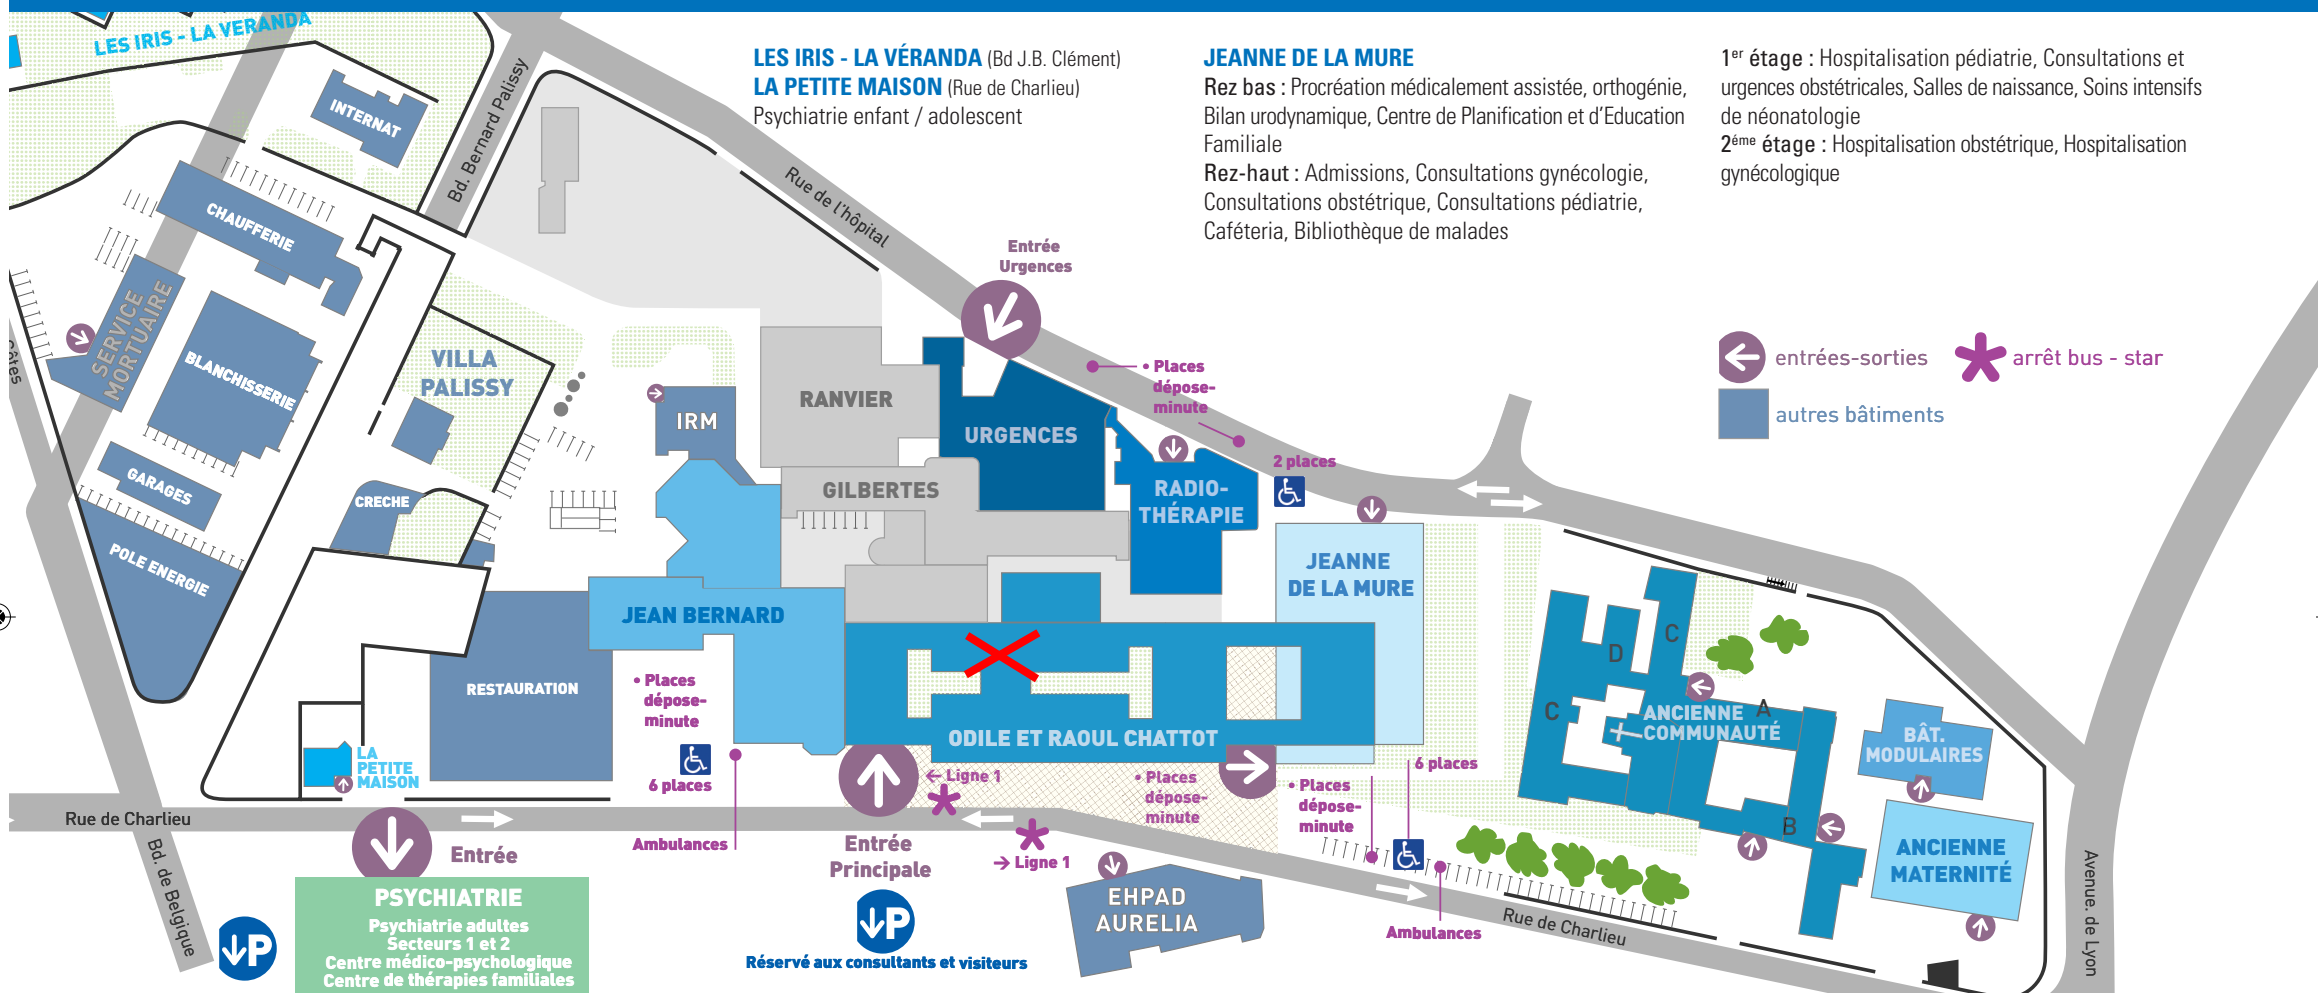 LES IRIS - LA VERANDA
LES IRIS - LA VÉRANDA (Bd J.B. Clément)
LA PETITE MAISON (Rue de Charlieu)
Psychiatrie enfant / adolescent
JEANNE DE LA MURE
Rez bas : Procréation médicalement assistée, orthogénie,
Bilan urodynamique, Centre de Planification et d'Education
Familiale
Rez-haut : Admissions, Consultations gynécologie,
Consultations obstétrique, Consultations pédiatrie,
Caféteria, Bibliothèque de malades
1er étage : Hospitalisation pédiatrie, Consultations et
urgences obstétricales, Salles de naissance, Soins intensifs
de néonatologie
2éme étage : Hospitalisation obstétrique, Hospitalisation
gynécologique
INTERNAT
Bd. Bernard Palissy
Rue de l'hôpital
CHAUFFERIE
Entrée
Urgences
SERVICE
MORTUAIRE
BLANCHISSERIE
VILLA
PALISSY
entrées-sorties
arrêt bus - star
autres bâtiments
• Places
dépose-
minute
RANVIER
IRM
URGENCES
2 places
GARAGES
CRECHE
GILBERTES
RADIO-
THÉRAPIE
POLE ENERGIE
JEANNE
DE LA MURE
JEAN BERNARD
C
D
RESTAURATION
• Places
dépose-
minute
6 places
ODILE ET RAOUL CHATTOT
C
A
ANCIENNE
COMMUNAUTÉ
BÂT.
MODULAIRES
LA
PETITE
MAISON
← Ligne 1
• Places
dépose-
minute
• Places
dépose-
minute
6 places
Rue de Charlieu
Ambulances
→ Ligne 1
B
ANCIENNE
MATERNITÉ
Entrée
Entrée
Principale
Bd. de Belgique
PSYCHIATRIE
Psychiatrie adultes
Secteurs 1 et 2
Centre médico-psychologique
Centre de thérapies familiales
P
P
Réservé aux consultants et visiteurs
EHPAD
AURELIA
Ambulances
Rue de Charlieu
Avenue. de Lyon